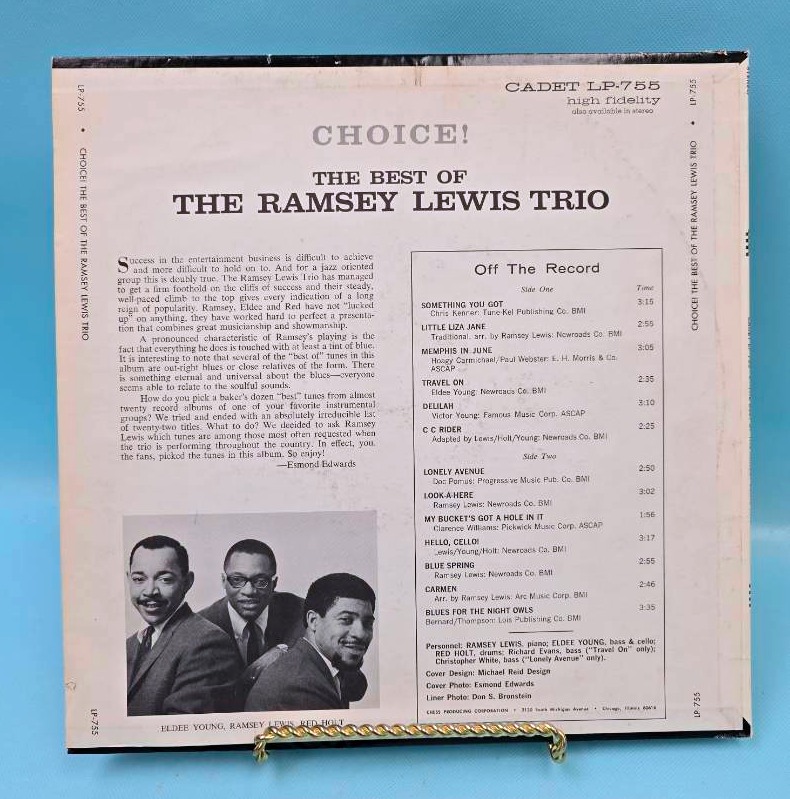 CADET LP-755
high fidelity
also available in stereo
CHOICE!
THE BEST OF
THE RAMSEY LEWIS TRIO
LP-755 • CHOICE! THE BEST OF THE RAMSEY LEWIS TRIO
LP-755
Success in the entertainment business is difficult to achieve
and more difficult to hold on to. And for a jazz oriented
group this is doubly true. The Ramsey Lewis Trio has managed
to get a firm foothold on the cliffs of success and their steady,
well-paced climb to the top gives every indication of a long
reign of popularity. Ramsey, Eldee and Red have not "lucked
up" on anything, they have worked hard to perfect a presenta-
tion that combines great musicianship and showmanship.
A pronounced characteristic of Ramsey's playing is the
fact that everything he does is touched with at least a tint of blue.
It is interesting to note that several of the "best of" tunes in this
album are out-right blues or close relatives of the form. There
is something eternal and universal about the blues—everyone
seems able to relate to the soulful sounds.
How do you pick a baker's dozen "best" tunes from almost
twenty record albums of one of your favorite instrumental
groups? We tried and ended with an absolutely irreducible list
of twenty-two titles. What to do? We decided to ask Ramsey
Lewis which tunes are among those most often requested when
the trio is performing throughout the country. In effect, you,
the fans, picked the tunes in this album. So enjoy!
—Esmond Edwards
ELDEE YOUNG, RAMSEY LEWIS, RED HOLT
Off The Record
Side One Time
SOMETHING YOU GOT 3:15
Chris Kenner: Tune-Kel Publishing Co. BMI
LITTLE LIZA JANE 2:55
Traditional, arr. by Ramsey Lewis: Newroads Co. BMI
MEMPHIS IN JUNE 3:05
Hoagy Carmichael/Paul Webster: E. H. Morris & Co.
ASCAP
TRAVEL ON 2:35
Eldee Young: Newroads Co. BMI
DELILAH 3:10
Victor Young: Famous Music Corp. ASCAP
C C RIDER 2:25
Adapted by Lewis/Holt/Young: Newroads Co. BMI
Side Two
LONELY AVENUE 2:50
Doc Pomus: Progressive Music Pub. Co. BMI
LOOK-A-HERE 3:02
Ramsey Lewis: Newroads Co. BMI
MY BUCKET'S GOT A HOLE IN IT 1:56
Clarence Williams: Pickwick Music Corp. ASCAP
HELLO, CELLO! 3:17
Lewis/Young/Holt: Newroads Co. BMI
BLUE SPRING 2:55
Ramsey Lewis: Newroads Co. BMI
CARMEN 2:46
Arr. by Ramsey Lewis: Arc Music Corp. BMI
BLUES FOR THE NIGHT OWLS 3:35
Bernard/Thompson: Lois Publishing Co. BMI
Personnel: RAMSEY LEWIS, piano; ELDEE YOUNG, bass & cello;
RED HOLT, drums; Richard Evans, bass ("Travel On" only);
Christopher White, bass ("Lonely Avenue" only).
Cover Design: Michael Reid Design
Cover Photo: Esmond Edwards
Liner Photo: Don S. Bronstein
CHESS PRODUCING CORPORATION • 2120 South Michigan Avenue • Chicago, Illinois 60616
CHOICE! THE BEST OF THE RAMSEY LEWIS TRIO • LP-755
LP 755